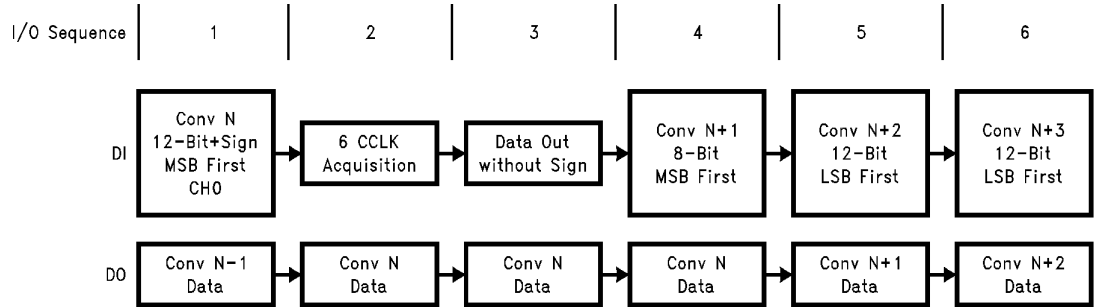 I/O Sequence 1 2 3 4 5 6
DI
Conv N
12-Bit+Sign
MSB First
CH0
6 CCLK
Acquisition
Data Out
without Sign
Conv N+1
8-Bit
MSB First
Conv N+2
12-Bit
LSB First
Conv N+3
12-Bit
LSB First
DO
Conv N-1
Data
Conv N
Data
Conv N
Data
Conv N
Data
Conv N+1
Data
Conv N+2
Data